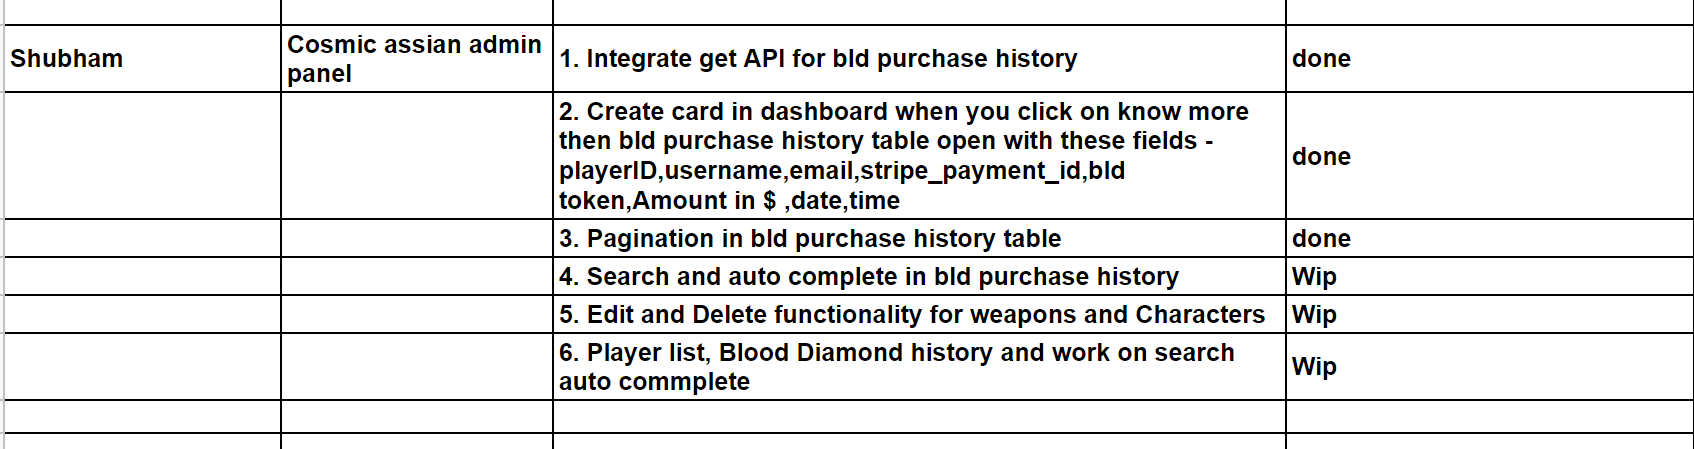 Shubham
Cosmic assian admin
panel
1. Integrate get API for bld purchase history
done
2. Create card in dashboard when you click on know more
then bld purchase history table open with these fields -
playerID,username,email,stripe_payment_id,bld
token,Amount in $ ,date,time
done
3. Pagination in bld purchase history table
done
4. Search and auto complete in bld purchase history
Wip
5. Edit and Delete functionality for weapons and Characters
Wip
6. Player list, Blood Diamond history and work on search
auto commplete
Wip